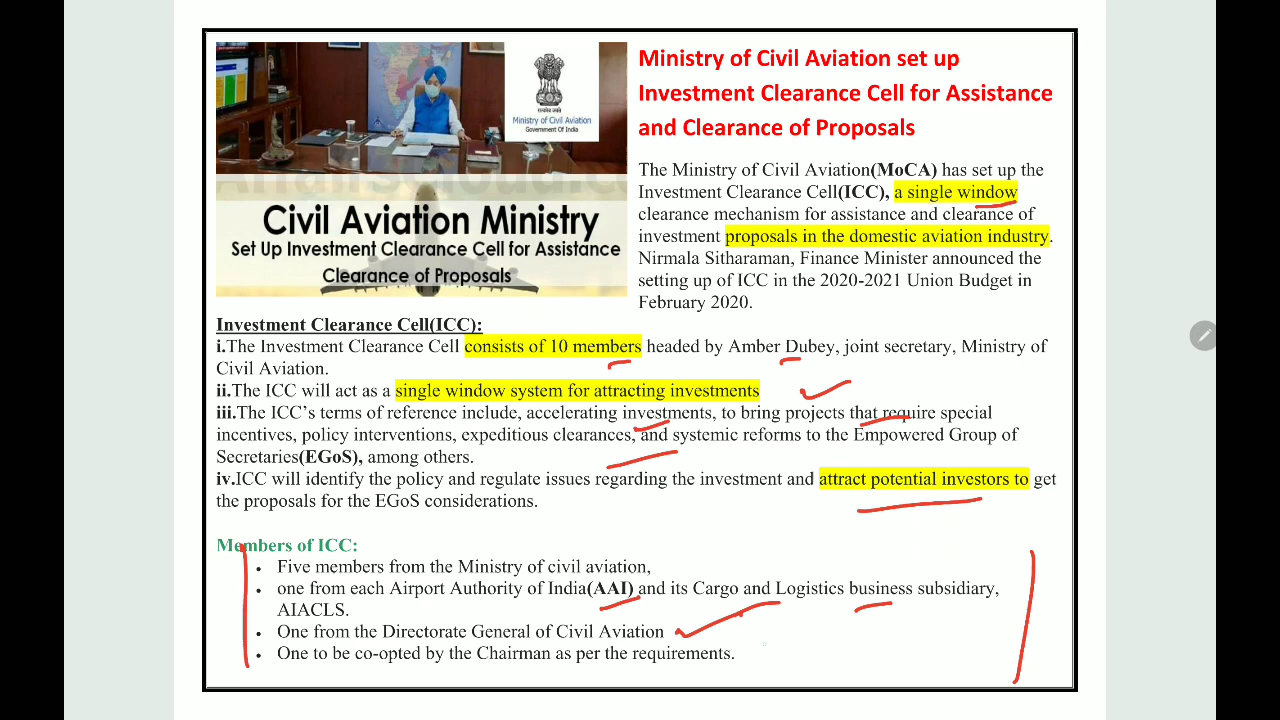 सत्यमेव जयते
Ministry of Civil Aviation
Government Of India
Civil Aviation Ministry
Set Up Investment Clearance Cell for Assistance
Clearance of Proposals
Ministry of Civil Aviation set up
Investment Clearance Cell for Assistance
and Clearance of Proposals
The Ministry of Civil Aviation(MoCA) has set up the
Investment Clearance Cell(ICC), a single window
clearance mechanism for assistance and clearance of
investment proposals in the domestic aviation industry.
Nirmala Sitharaman, Finance Minister announced the
setting up of ICC in the 2020-2021 Union Budget in
February 2020.
Investment Clearance Cell(ICC):
i.The Investment Clearance Cell consists of 10 members headed by Amber Dubey, joint secretary, Ministry of
Civil Aviation.
ii.The ICC will act as a single window system for attracting investments
iii.The ICC’s terms of reference include, accelerating investments, to bring projects that require special
incentives, policy interventions, expeditious clearances, and systemic reforms to the Empowered Group of
Secretaries(EGoS), among others.
iv.ICC will identify the policy and regulate issues regarding the investment and attract potential investors to get
the proposals for the EGoS considerations.
Members of ICC:
• Five members from the Ministry of civil aviation,
• one from each Airport Authority of India(AAI) and its Cargo and Logistics business subsidiary,
AIACLS.
• One from the Directorate General of Civil Aviation
• One to be co-opted by the Chairman as per the requirements.